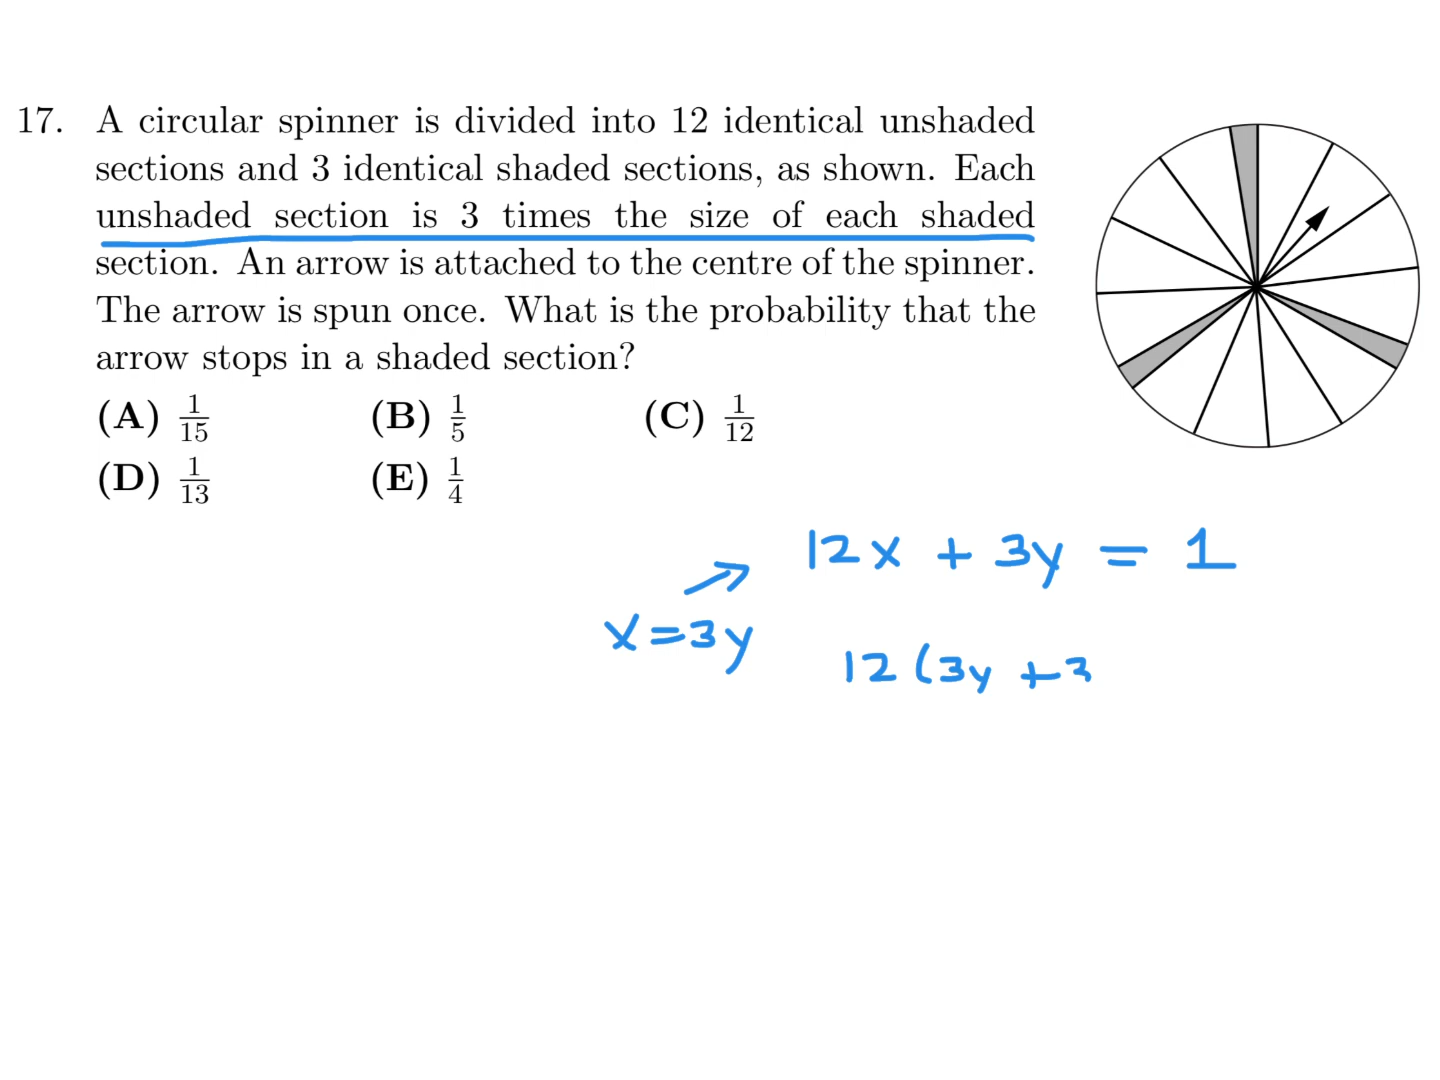 17. A circular spinner is divided into 12 identical unshaded
sections and 3 identical shaded sections, as shown. Each
unshaded section is 3 times the size of each shaded
section. An arrow is attached to the centre of the spinner.
The arrow is spun once. What is the probability that the
arrow stops in a shaded section?
(A) 1/15 (B) 1/5 (C) 1/12
(D) 1/13 (E) 1/4
12x + 3y = 1
x=3y
12(3y +3